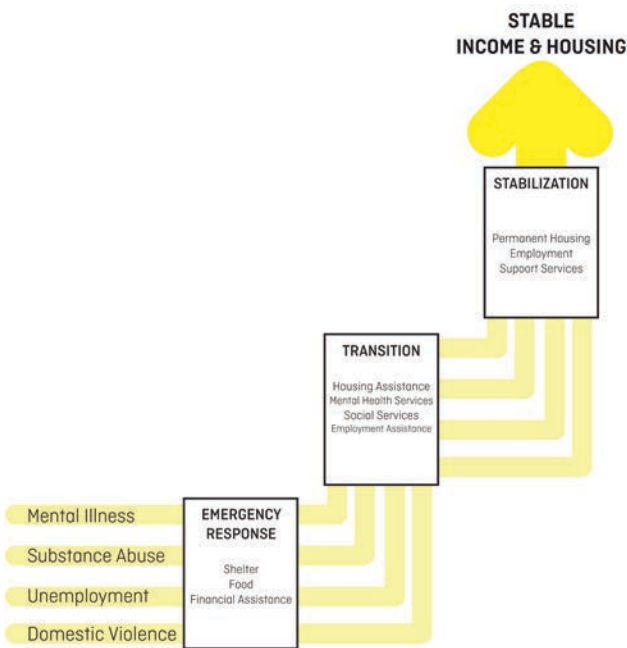 STABLE
INCOME & HOUSING
STABILIZATION
Permanent Housing
Employment
Support Services
TRANSITION
Housing Assistance
Mental Health Services
Social Services
Employment Assistance
EMERGENCY
RESPONSE
Shelter
Food
Financial Assistance
Mental Illness
Substance Abuse
Unemployment
Domestic Violence